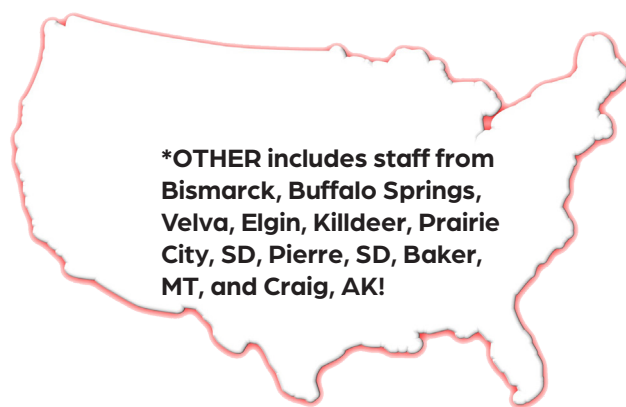 *OTHER includes staff from
Bismarck, Buffalo Springs,
Velva, Elgin, Killdeer, Prairie
City, SD, Pierre, SD, Baker,
MT, and Craig, AK!